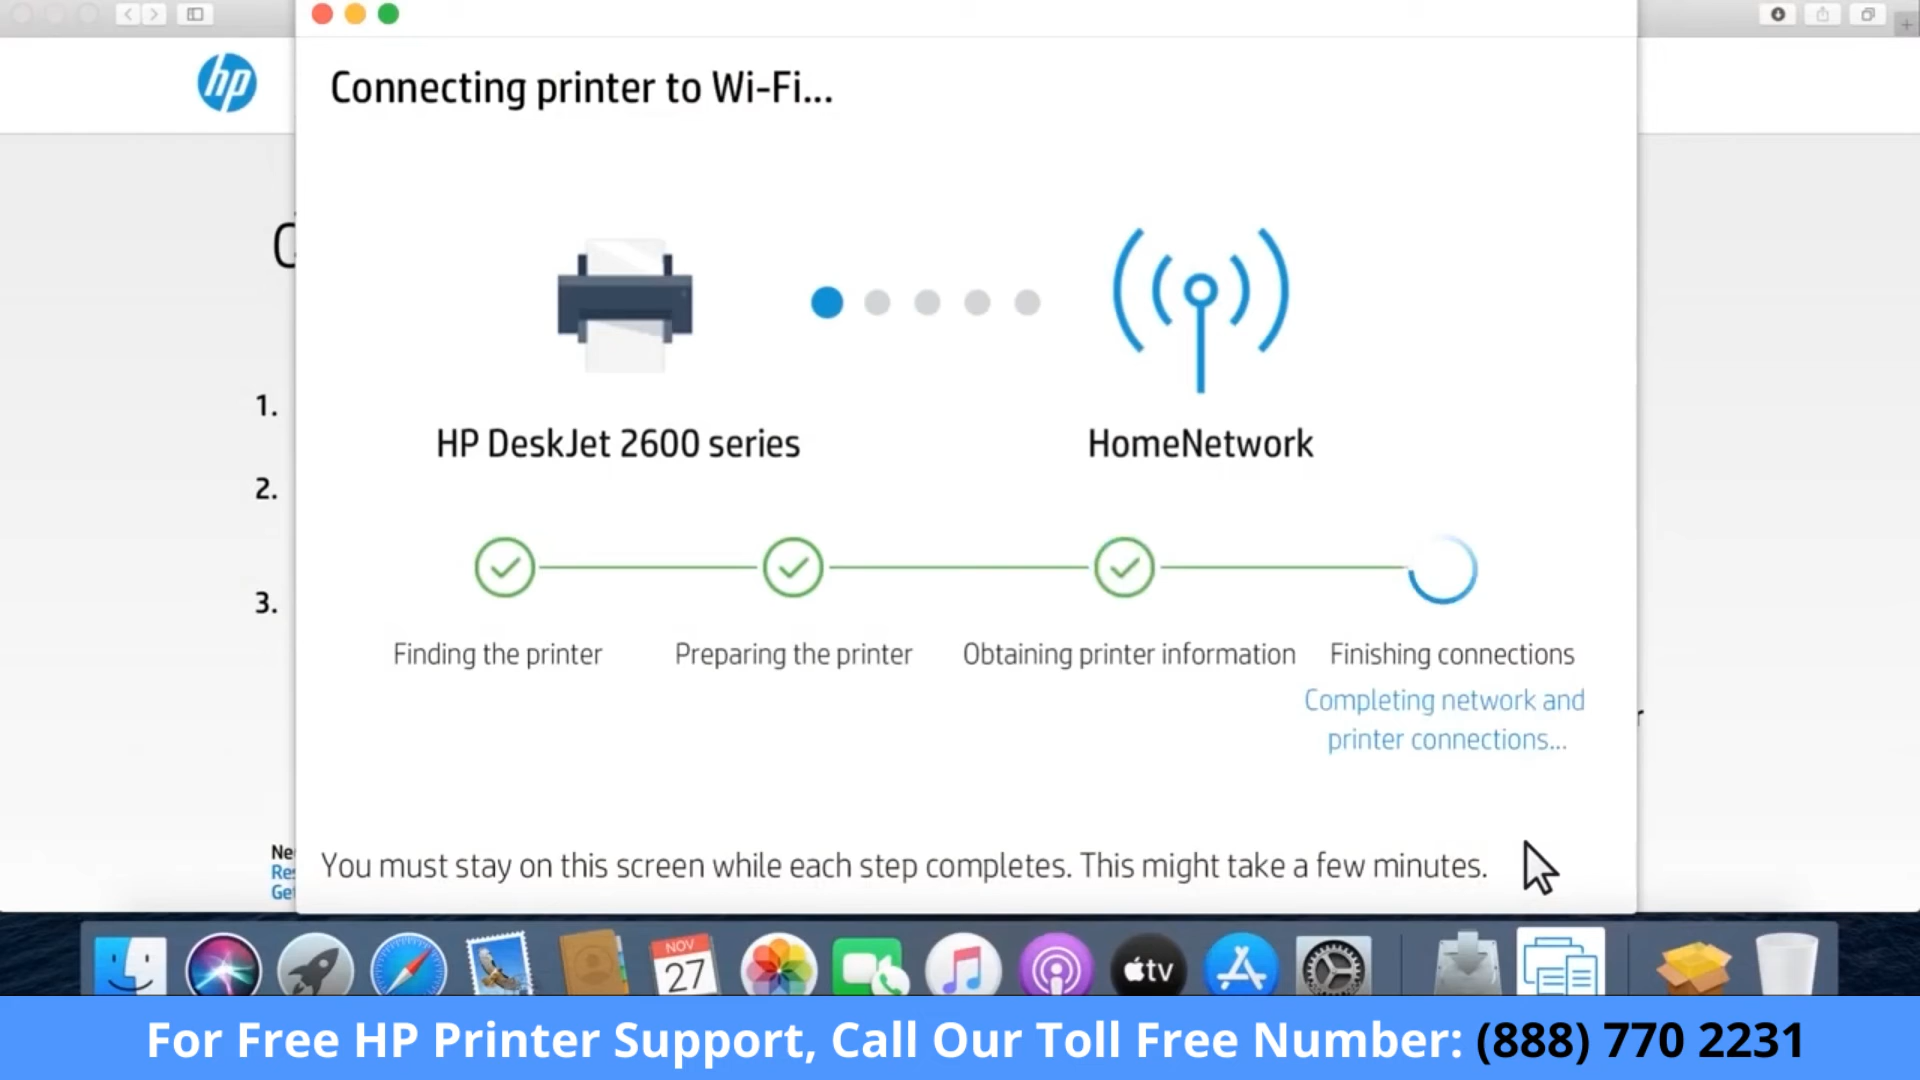 hp
Connecting printer to Wi-Fi...
HP DeskJet 2600 series
HomeNetwork
1.
2.
3.
Finding the printer
Preparing the printer
Obtaining printer information
Finishing connections
Completing network and
printer connections...
You must stay on this screen while each step completes. This might take a few minutes.
NOV
27
tv
For Free HP Printer Support, Call Our Toll Free Number: (888) 770 2231